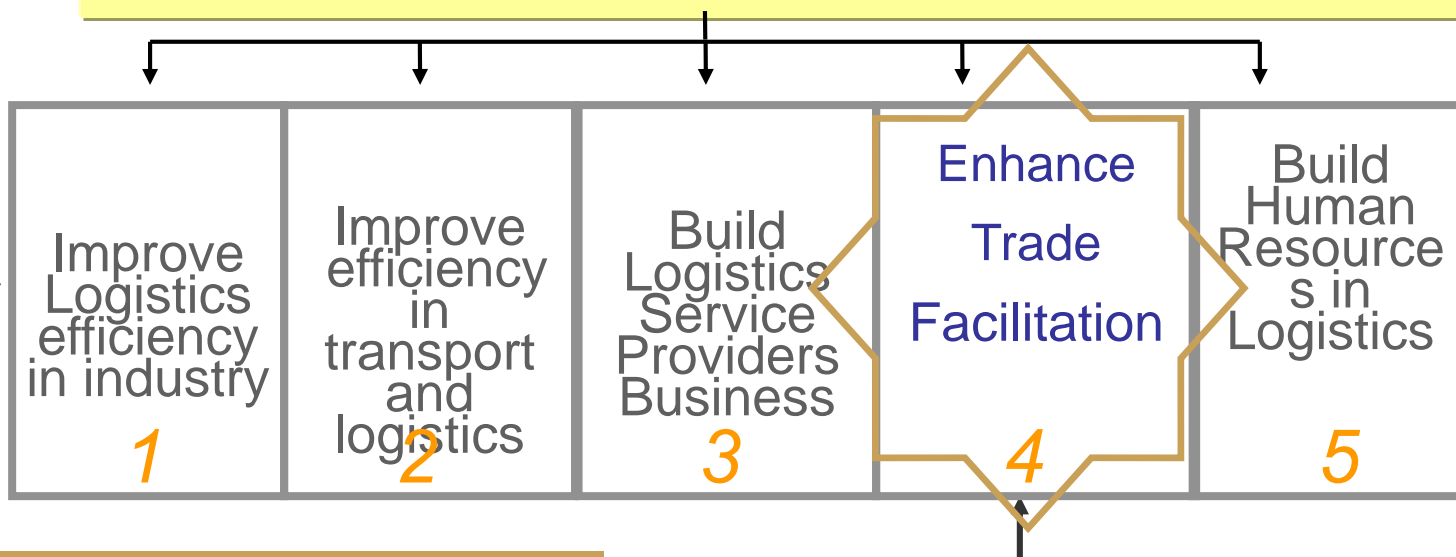 Improve
Logistics
efficiency
in industry
1
Improve
efficiency
in
transport
and
logistics
2
Build
Logistics
Service
Providers
Business
3
Enhance
Trade
Facilitation
4
Build
Human
Resource
s in
Logistics
5